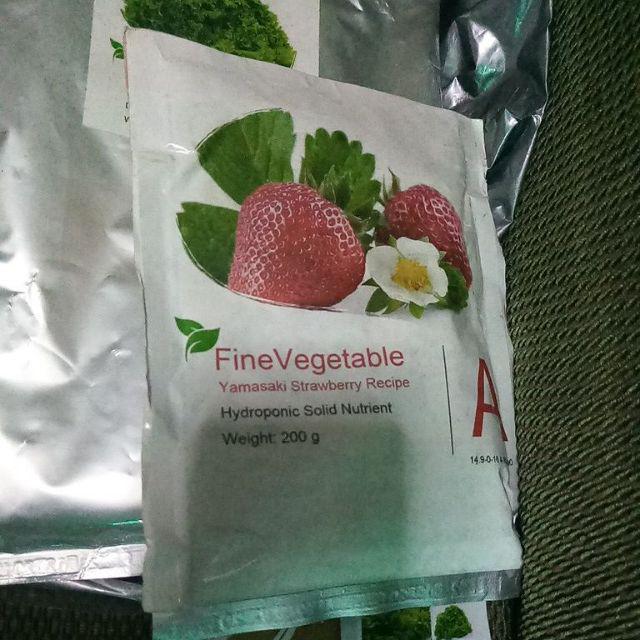 FineVegetable
Yamasaki Strawberry Recipe
Hydroponic Solid Nutrient
Weight: 200 g
A